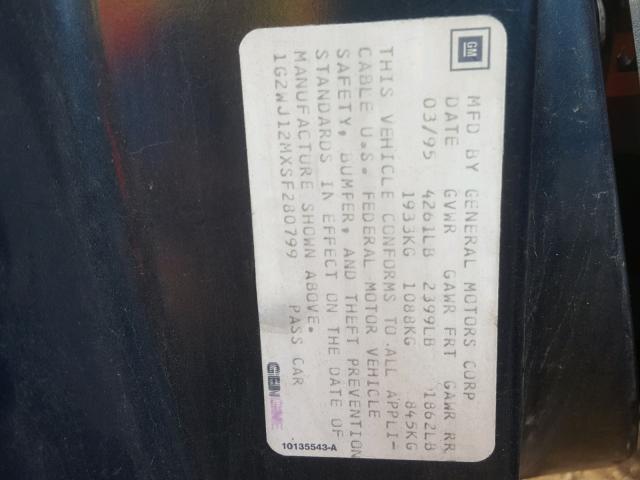 GM
MFD BY GENERAL MOTORS CORP
DATE GVWR GAWR FRT GAWR RR
03/95 4261LB 2399LB 1862LB
1933KG 1088KG 845KG
THIS VEHICLE CONFORMS TO ALL APPLI-
CABLE U.S. FEDERAL MOTOR VEHICLE
SAFETY, BUMPER, AND THEFT PREVENTION
STANDARDS IN EFFECT ON THE DATE OF
MANUFACTURE SHOWN ABOVE.
1G2WJ12MXSF280799 PASS CAR
GEN GME
10135543-A